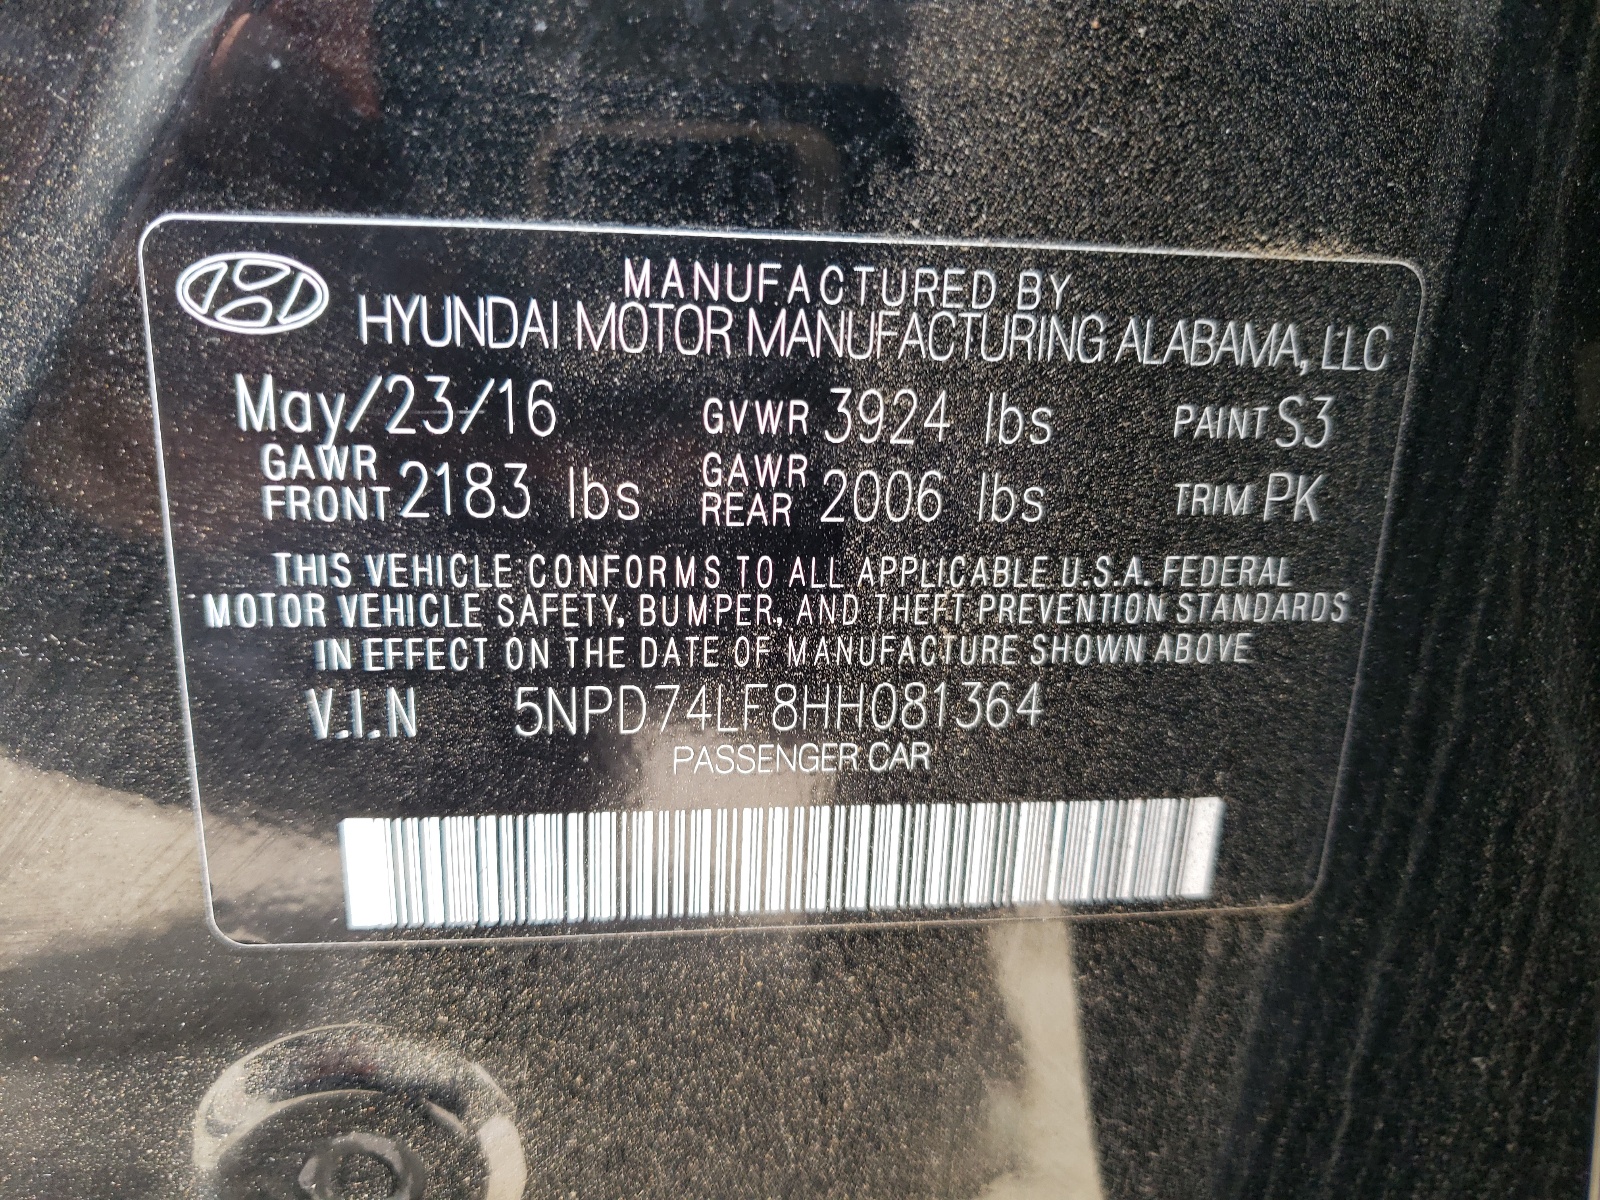 MANUFACTURED BY
HYUNDAI MOTOR MANUFACTURING ALABAMA, LLC
May/23/16 GVWR 3924 lbs PAINT S3
GAWR FRONT 2183 lbs GAWR REAR 2006 lbs TRIM PK
THIS VEHICLE CONFORMS TO ALL APPLICABLE U.S.A. FEDERAL
MOTOR VEHICLE SAFETY, BUMPER, AND THEFT PREVENTION STANDARDS
IN EFFECT ON THE DATE OF MANUFACTURE SHOWN ABOVE
V.I.N 5NPD74LF8HH081364
PASSENGER CAR